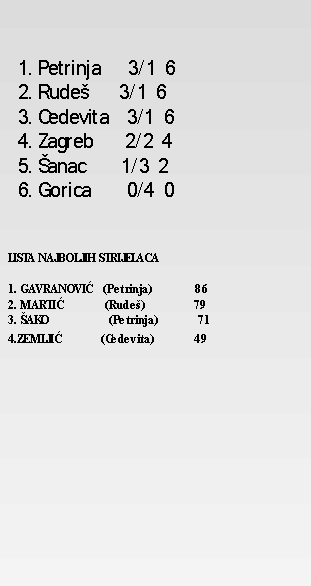 1. Petrinja 3/1 6
2. Rudeš 3/1 6
3. Cedevita 3/1 6
4. Zagreb 2/2 4
5. Šanac 1/3 2
6. Gorica 0/4 0
LISTA NAJBOLJIH STRIJELACA
1. GAVRANOVIĆ (Petrinja) 86
2. MARTIĆ (Rudeš) 79
3. ŠAKO (Petrinja) 71
4.ZEMLJIĆ (Cedevita) 49